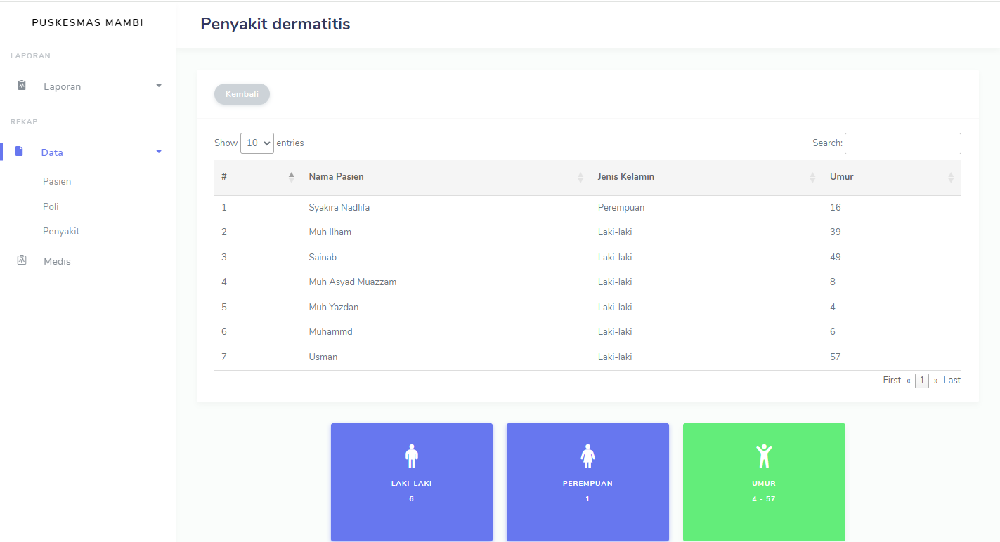 PUSKESMAS MAMBI
LAPORAN
Laporan
REKAP
Data
Pasien
Poli
Penyakit
Medis
Penyakit dermatitis
Kembali
Show 10 entries
Search:
# Nama Pasien Jenis Kelamin Umur
1 Syakira Nadlifa Perempuan 16
2 Muh Ilham Laki-laki 39
3 Sainab Laki-laki 49
4 Muh Asyad Muazzam Laki-laki 8
5 Muh Yazdan Laki-laki 4
6 Muhammd Laki-laki 6
7 Usman Laki-laki 57
First « 1 » Last
LAKI-LAKI
6
PEREMPUAN
1
UMUR
4 - 57